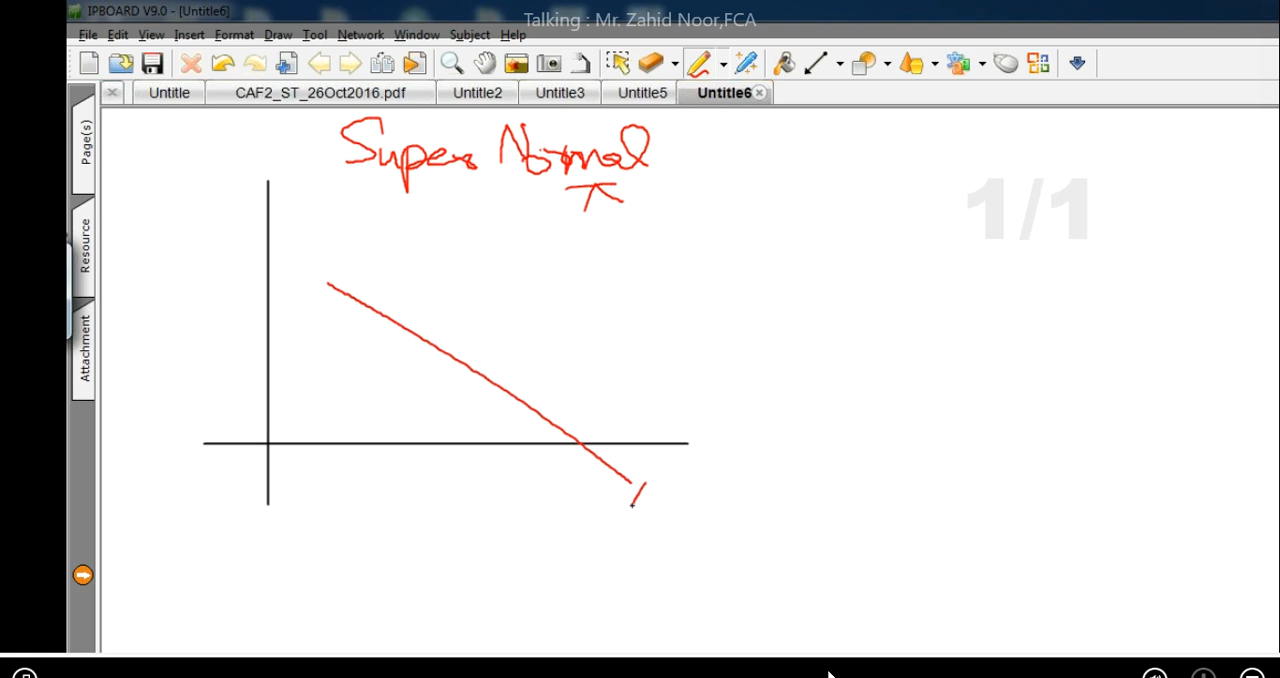 IPBOARD V9.0 - [Untitle6]
Talking : Mr. Zahid Noor,FCA
File Edit View Insert Format Draw Tool Network Window Subject Help
Untitle CAF2_ST_26Oct2016.pdf Untitle2 Untitle3 Untitle5 Untitle6
Page(s)
Resource
Attachment
Super Normal
1/1